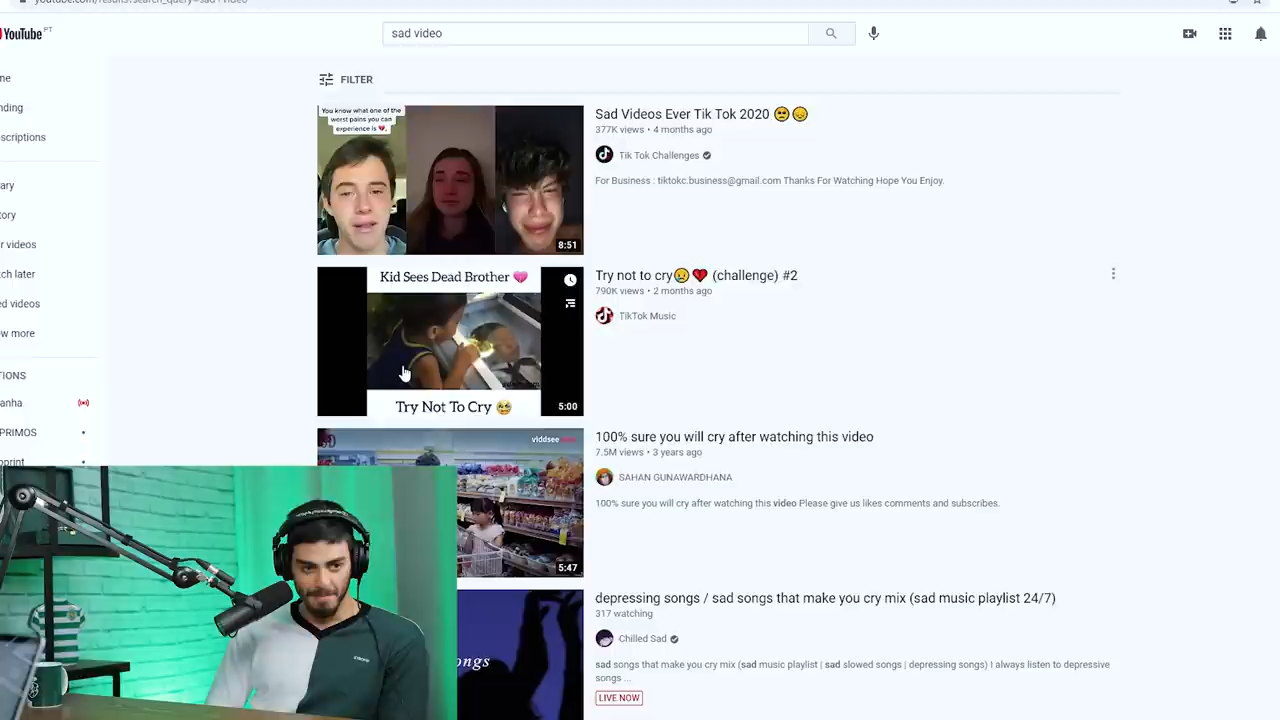 YouTube PT
sad video
FILTER
You know what one of the
worst pains you can
experience is 💔.
8:51
Sad Videos Ever Tik Tok 2020 🥺😞
377K views • 4 months ago
Tik Tok Challenges
For Business : tiktokc.business@gmail.com Thanks For Watching Hope You Enjoy.
Kid Sees Dead Brother 💔
Try Not To Cry 🥺
5:00
Try not to cry😥💔 (challenge) #2
790K views • 2 months ago
TikTok Music
viddsee
5:47
100% sure you will cry after watching this video
7.5M views • 3 years ago
SAHAN GUNAWARDHANA
100% sure you will cry after watching this video Please give us likes comments and subscribes.
depressing songs / sad songs that make you cry mix (sad music playlist 24/7)
317 watching
Chilled Sad
sad songs that make you cry mix (sad music playlist | sad slowed songs | depressing songs) I always listen to depressive
songs ...
LIVE NOW
me
nding
scriptions
ary
tory
r videos
ch later
ed videos
w more
TIONS
anha
PRIMOS
print
ngs